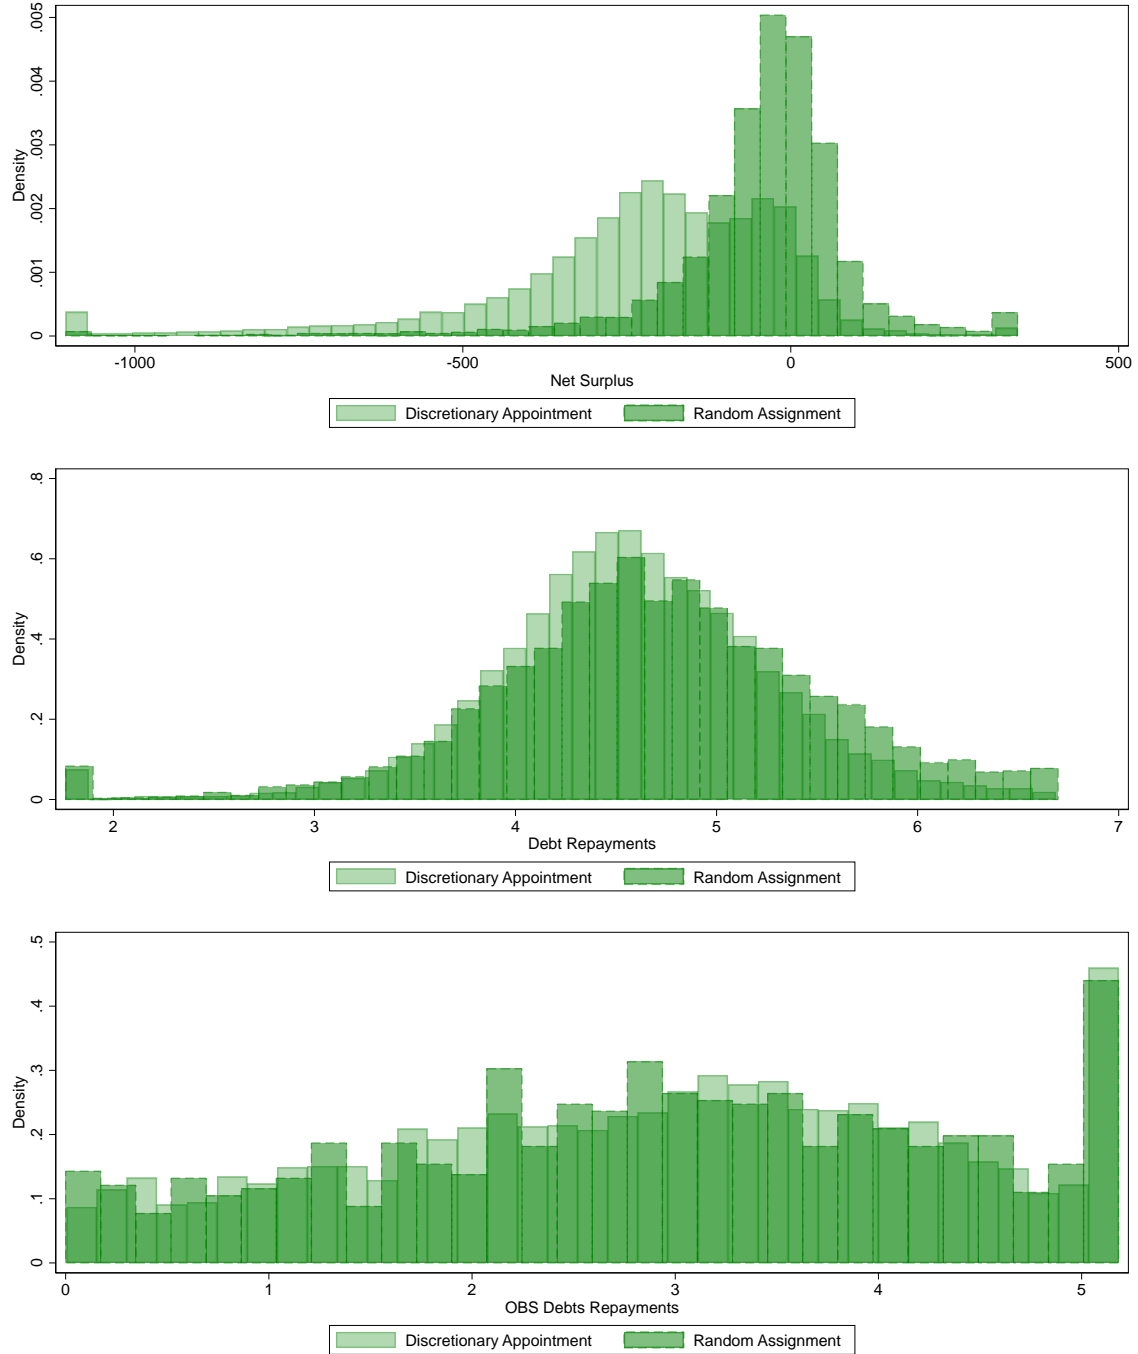 .005
.004
.003
.002
.001
0
Density
-1000 -500 0 500
Net Surplus
Discretionary Appointment Random Assignment
.8
.6
.4
.2
0
Density
2 3 4 5 6 7
Debt Repayments
Discretionary Appointment Random Assignment
.5
.4
.3
.2
.1
0
Density
0 1 2 3 4 5
OBS Debts Repayments
Discretionary Appointment Random Assignment